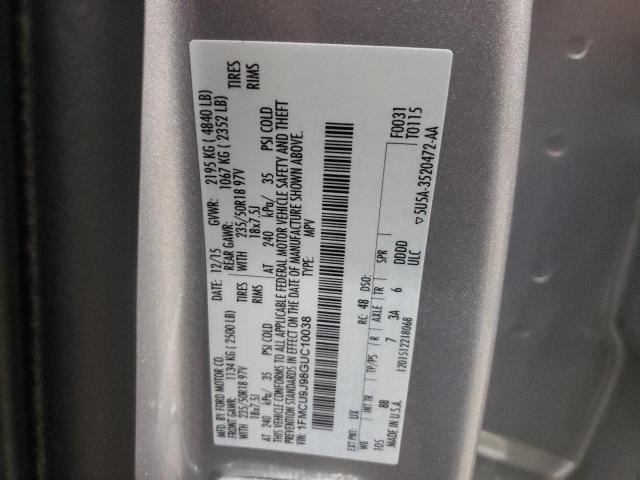 MFD. BY FORD MOTOR CO.
DATE: 12/15 GVWR: 2195 KG ( 4840 LB)
FRONT GAWR: 1134 KG ( 2500 LB) REAR GAWR: 1067 KG ( 2352 LB)
WITH 235/50R18 97V TIRES WITH 235/50R18 97V TIRES
18x7.5J RIMS 18x7.5J RIMS
AT 240 kPa/ 35 PSI COLD AT 240 kPa/ 35 PSI COLD
THIS VEHICLE CONFORMS TO ALL APPLICABLE FEDERAL MOTOR VEHICLE SAFETY AND THEFT
PREVENTION STANDARDS IN EFFECT ON THE DATE OF MANUFACTURE SHOWN ABOVE.
VIN: 1FMCU9J98GUC10038 TYPE: MPV
F0031
T0115
EXT PNT: UX RC: 48 DSO:
WB INT TR TP/PS R AXLE TR SPR
105 8B 7 3A 6 DDDD
ULC
MADE IN U.S.A. 1201512218068
▽5U5A-3520472-AA